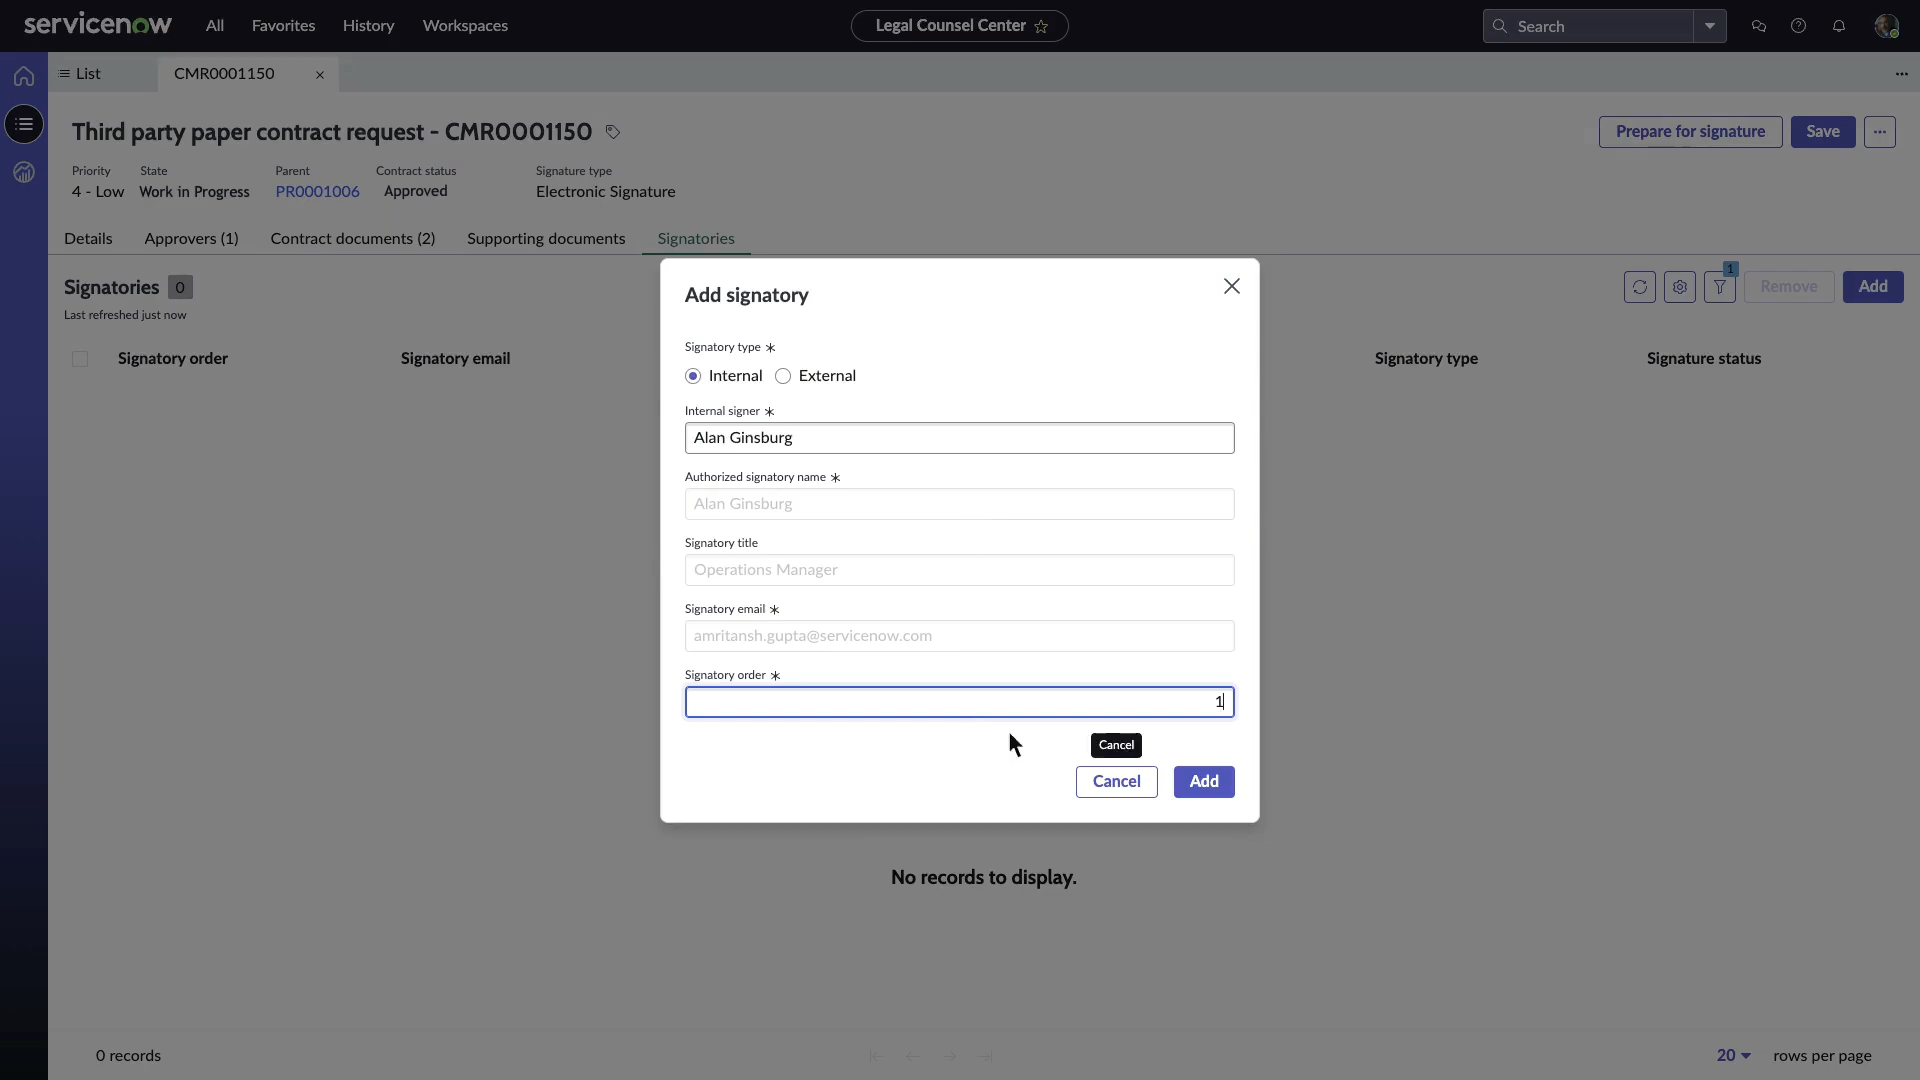 servicenow All Favorites History Workspaces Legal Counsel Center Search
List CMR0001150
Third party paper contract request - CMR0001150 Prepare for signature Save
Priority State Parent Contract status Signature type
4 - Low Work in Progress PR0001006 Approved Electronic Signature
Details Approvers (1) Contract documents (2) Supporting documents Signatories
Signatories 0 1 Remove Add
Last refreshed just now
Signatory order Signatory email Signatory type Signature status
Add signatory
Signatory type *
Internal External
Internal signer *
Alan Ginsburg
Authorized signatory name *
Alan Ginsburg
Signatory title
Operations Manager
Signatory email *
amritansh.gupta@servicenow.com
Signatory order *
1
Cancel
Cancel Add
No records to display.
0 records 20 rows per page